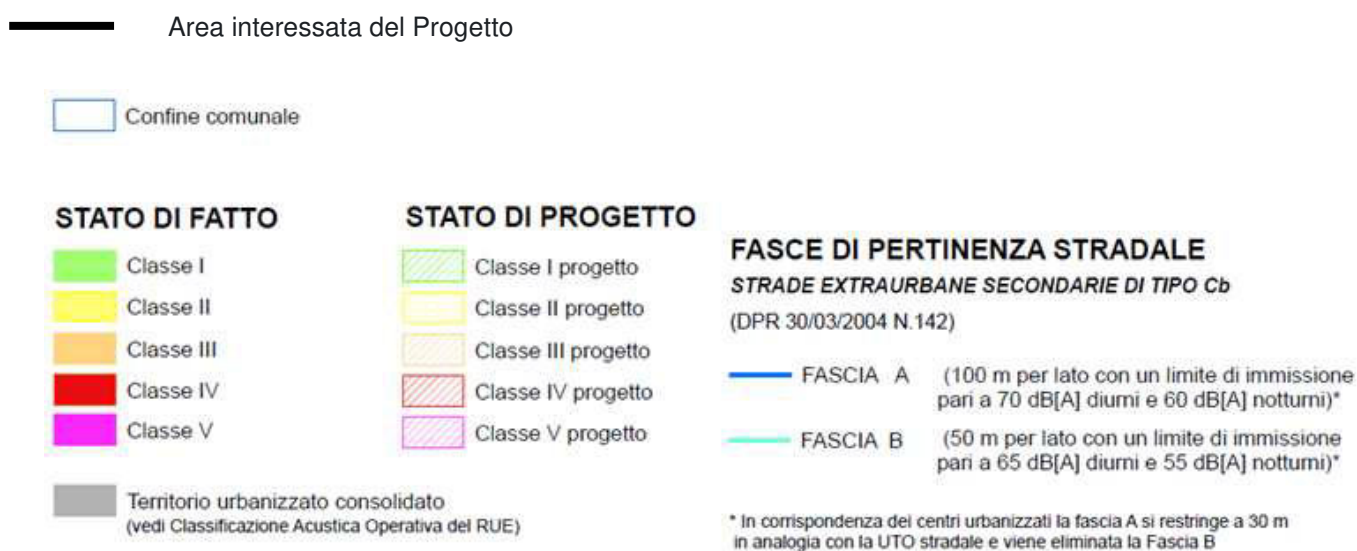 Area interessata del Progetto
Confine comunale
STATO DI FATTO
Classe I
Classe II
Classe III
Classe IV
Classe V
Territorio urbanizzato consolidato
(vedi Classificazione Acustica Operativa del RUE)
STATO DI PROGETTO
Classe I progetto
Classe II progetto
Classe III progetto
Classe IV progetto
Classe V progetto
FASCE DI PERTINENZA STRADALE
STRADE EXTRAURBANE SECONDARIE DI TIPO Cb
(DPR 30/03/2004 N.142)
FASCIA A (100 m per lato con un limite di immissione
pari a 70 dB[A] diurni e 60 dB[A] notturni)*
FASCIA B (50 m per lato con un limite di immissione
pari a 65 dB[A] diurni e 55 dB[A] notturni)*
* In corrispondenza dei centri urbanizzati la fascia A si restringe a 30 m
in analogia con la UTO stradale e viene eliminata la Fascia B